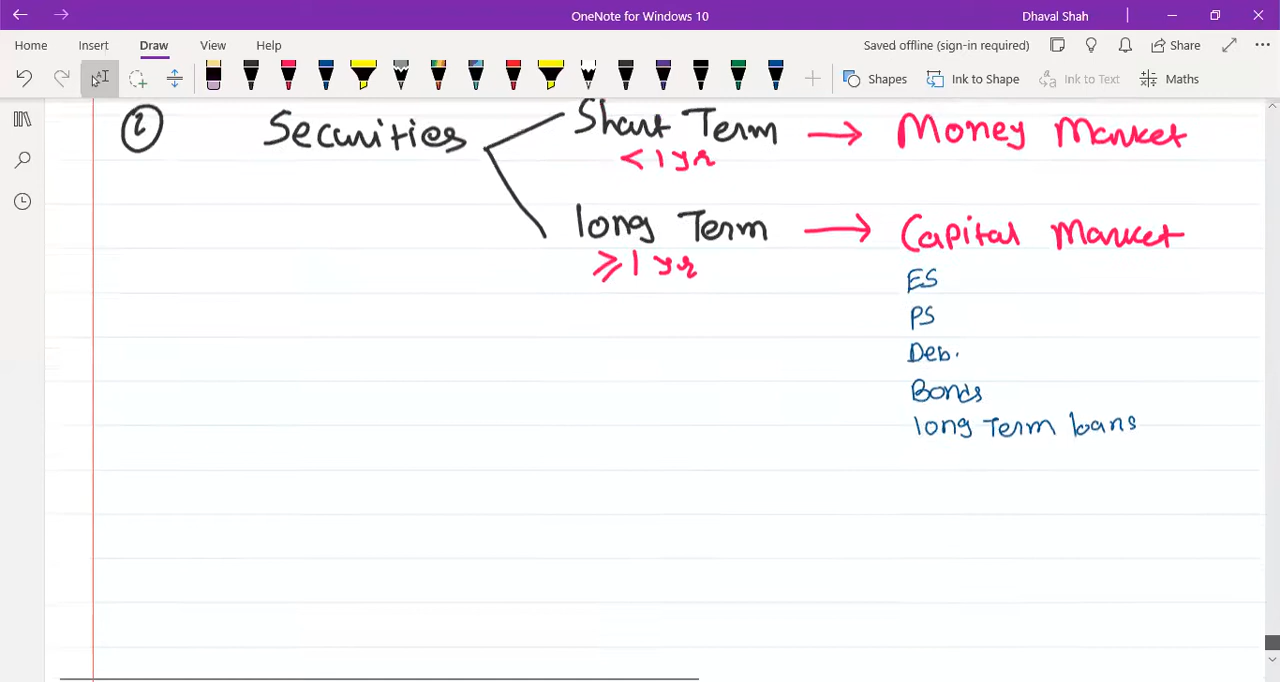 OneNote for Windows 10
Dhaval Shah
Home Insert Draw View Help
Saved offline (sign-in required)
Share
Shapes
Ink to Shape
Ink to Text
Maths
② Securities Short Term → Money Market
< 1 yr
long Term → Capital Market
≥ 1 yr
ES
PS
Deb.
Bonds
long Term loans